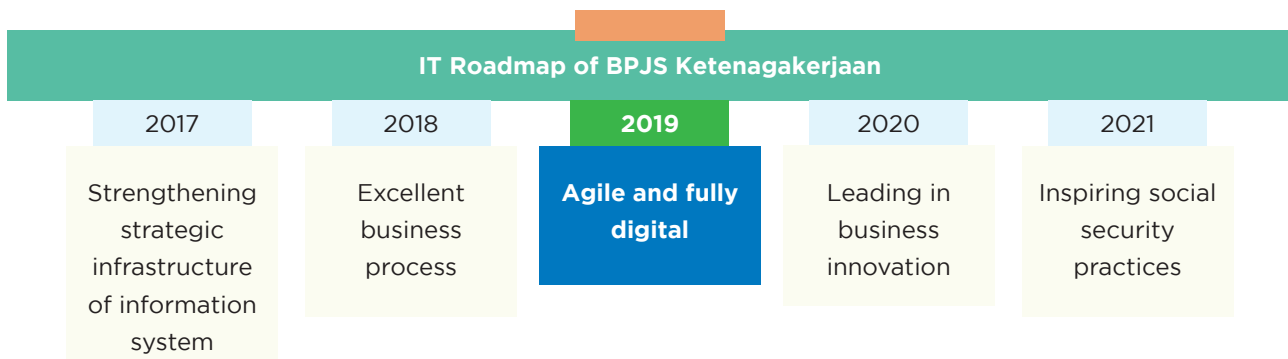 IT Roadmap of BPJS Ketenagakerjaan
2017
Strengthening
strategic
infrastructure
of information
system
2018
Excellent
business
process
2019
Agile and fully
digital
2020
Leading in
business
innovation
2021
Inspiring social
security
practices